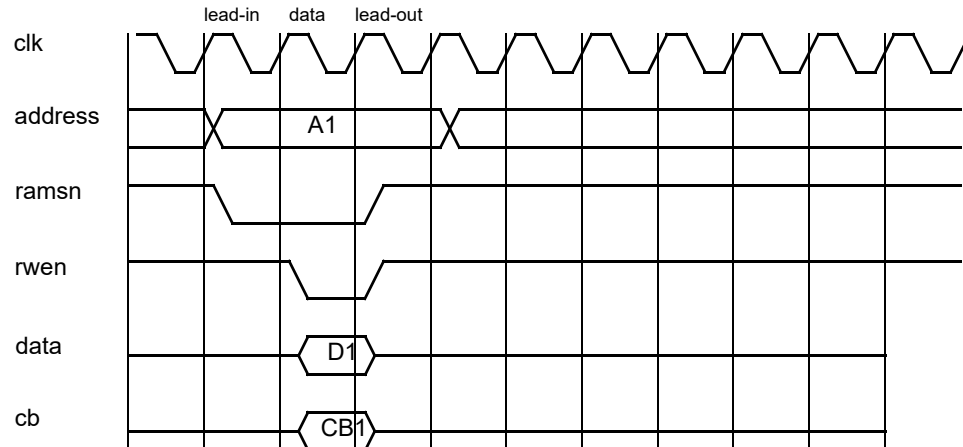 lead-in data lead-out
clk
address A1
ramsn
rwen
data D1
cb CB1